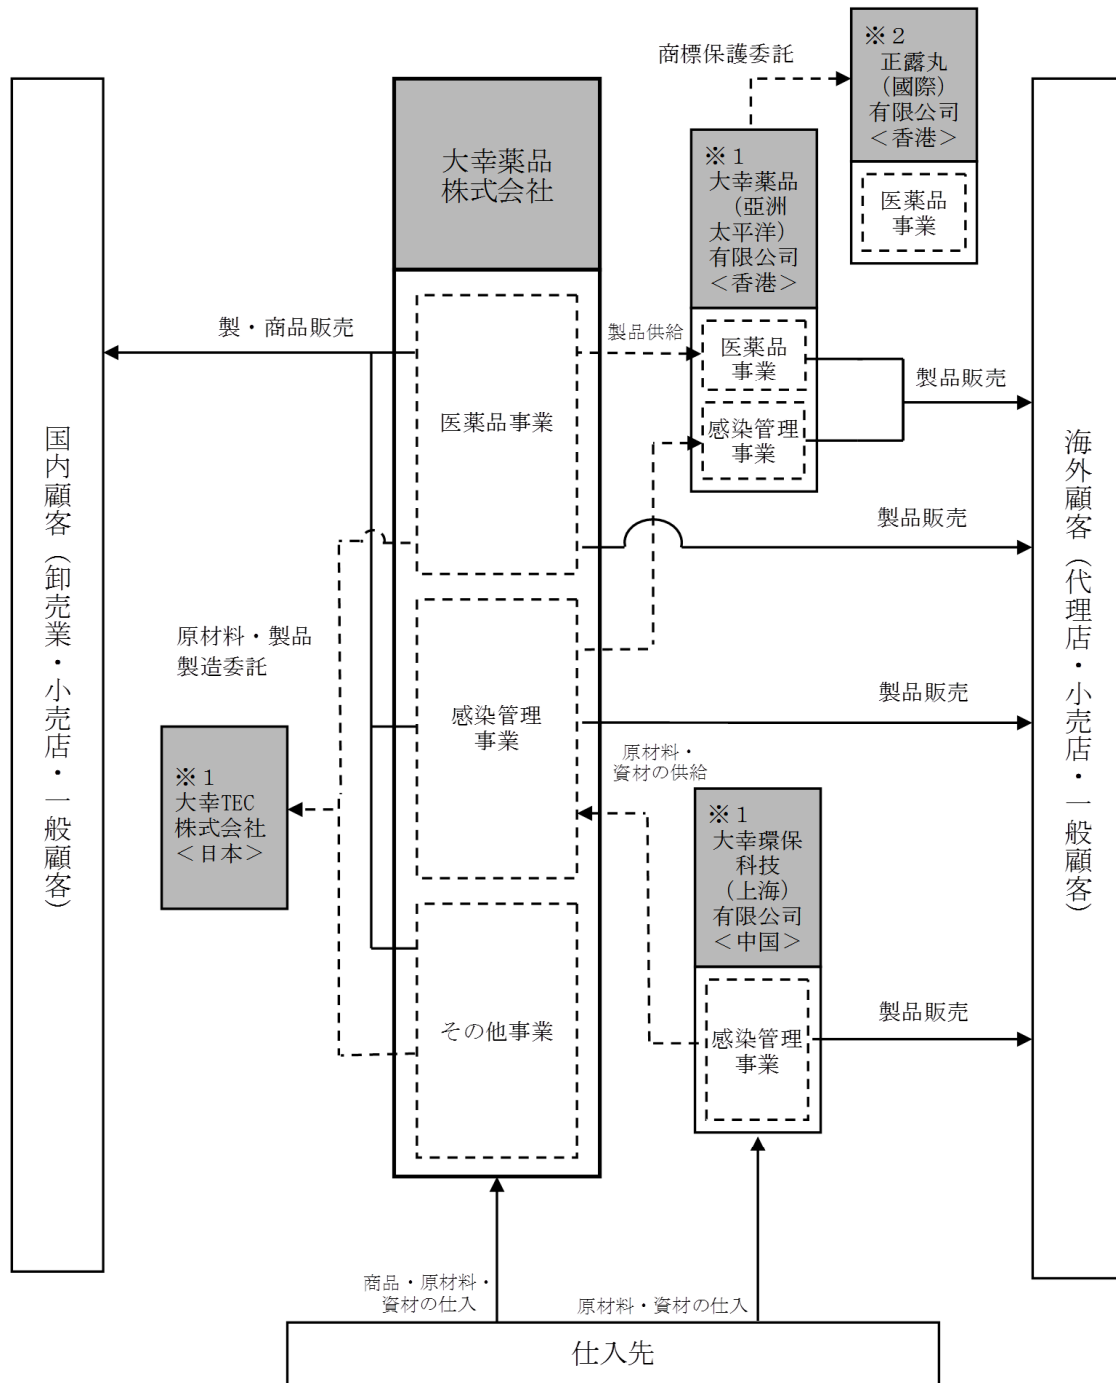 商標保護委託
※２
正露丸
（國際）
有限公司
＜香港＞
医薬品
事業
大幸薬品
株式会社
※１
大幸薬品
（亞洲
太平洋）
有限公司
＜香港＞
製・商品販売
製品供給
医薬品
事業
感染管理
事業
製品販売
医薬品事業
国内顧客（卸売業・小売店・一般顧客）
海外顧客（代理店・小売店・一般顧客）
製品販売
原材料・製品
製造委託
感染管理
事業
製品販売
原材料・
資材の供給
※１
大幸TEC
株式会社
＜日本＞
※１
大幸環保
科技
（上海）
有限公司
＜中国＞
その他事業
感染管理
事業
製品販売
商品・原材料・
資材の仕入
原材料・資材の仕入
仕入先